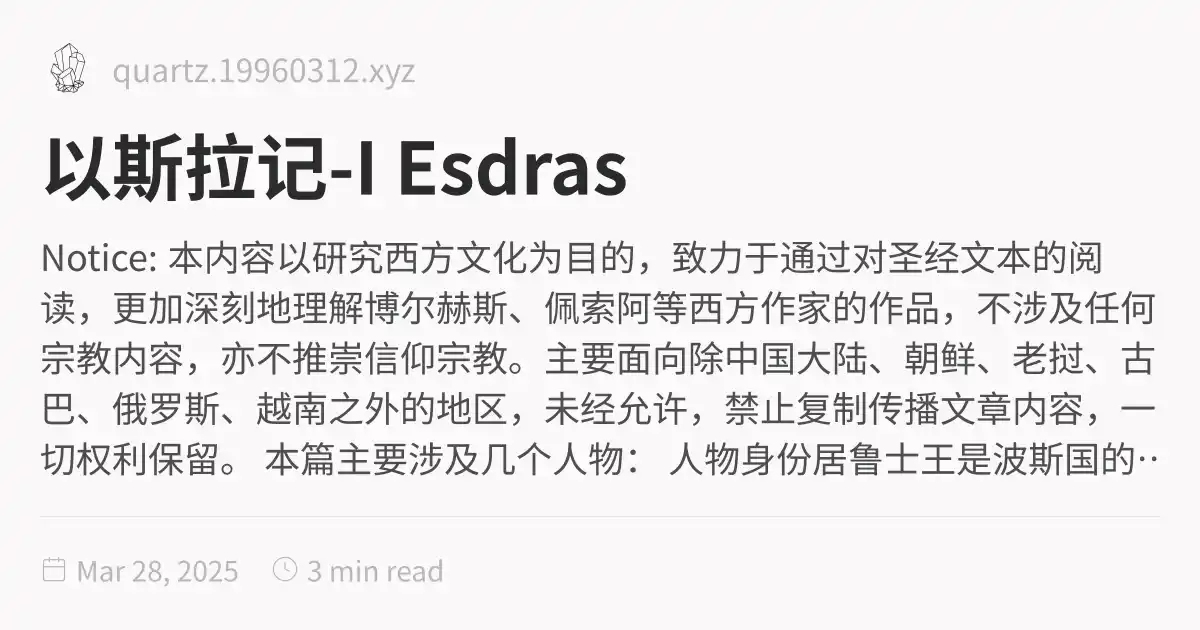 quartz.19960312.xyz
以斯拉记-I Esdras
Notice: 本内容以研究西方文化为目的，致力于通过对圣经文本的阅
读，更加深刻地理解博尔赫斯、佩索阿等西方作家的作品，不涉及任何
宗教内容，亦不推崇信仰宗教。主要面向除中国大陆、朝鲜、老挝、古
巴、俄罗斯、越南之外的地区，未经允许，禁止复制传播文章内容，一
切权利保留。 本篇主要涉及几个人物： 人物身份居鲁士王是波斯国的··
Mar 28, 2025 3 min read